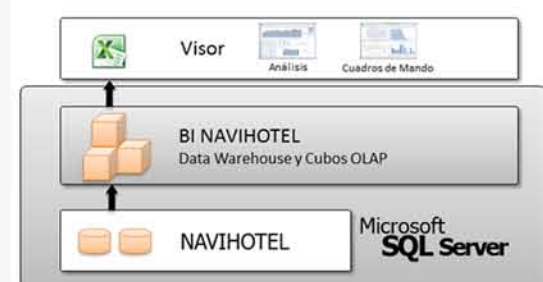 Visor
Análisis
Cuadros de Mando
BI NAVIHOTEL
Data Warehouse y Cubos OLAP
NAVIHOTEL
Microsoft
SQL Server